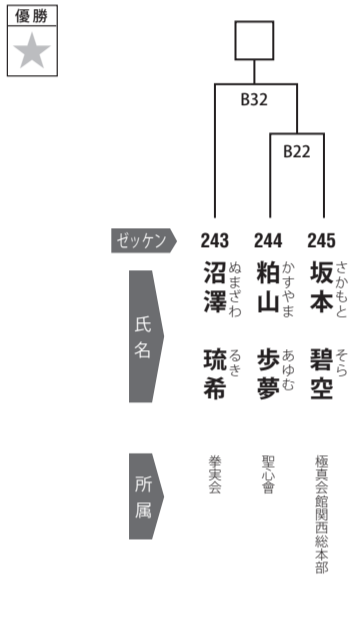 優勝
B32
B22
ゼッケン
243
244
245
氏名
沼澤 琉希
ぬまざわ るき
粕山 歩夢
かすやま あゆむ
坂本 碧空
さかもと そら
所属
拳実会
聖心會
極真会館関西総本部